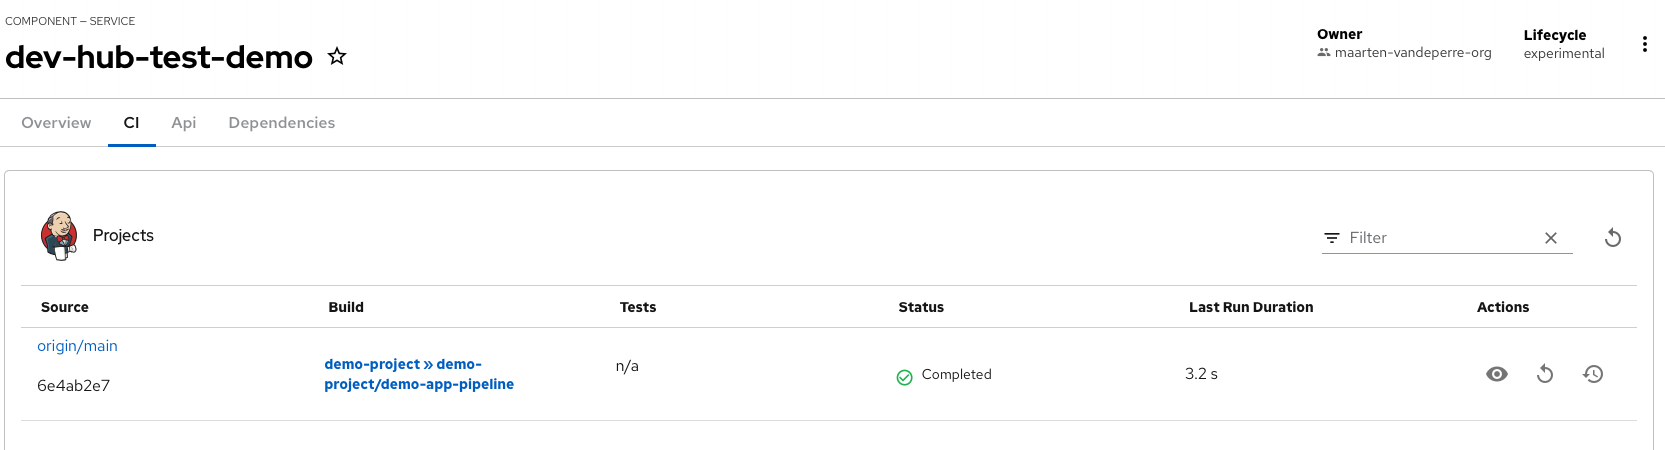 COMPONENT — SERVICE
dev-hub-test-demo
Owner
maarten-vandeperre-org
Lifecycle
experimental
Overview CI Api Dependencies
Projects
Filter
Source Build Tests Status Last Run Duration Actions
origin/main
6e4ab2e7
demo-project » demo-
project/demo-app-pipeline
n/a
Completed
3.2 s